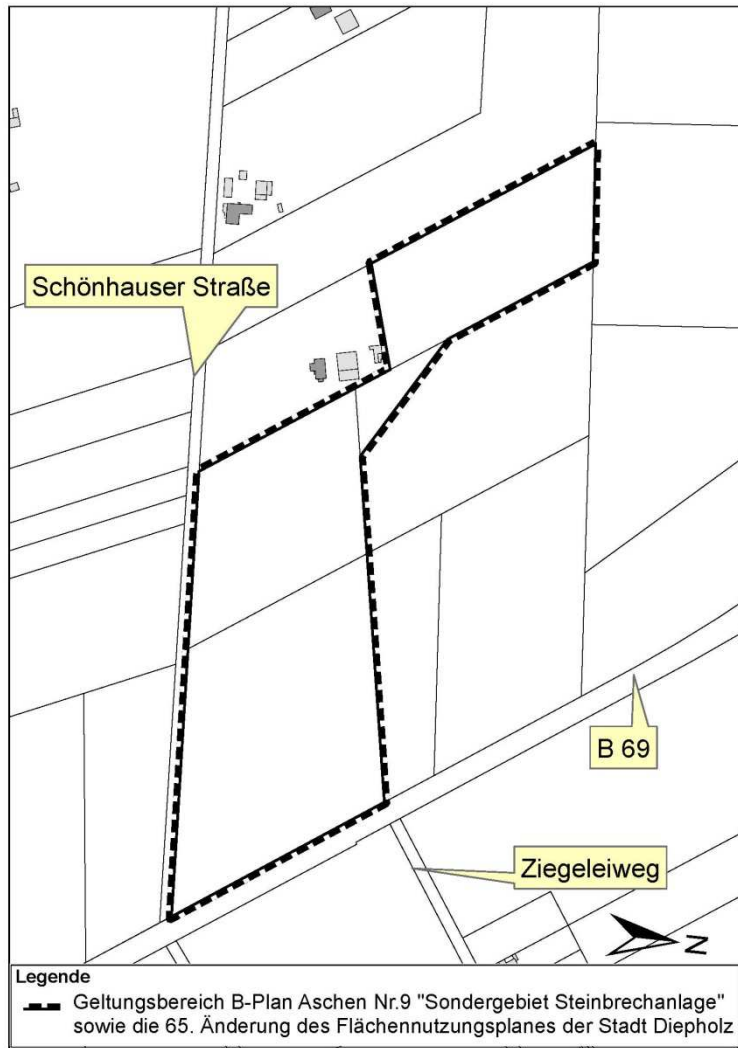 Schönhauser Straße
B 69
Ziegeleiweg
N
Legende
Geltungsbereich B-Plan Aschen Nr.9 "Sondergebiet Steinbrechanlage"
sowie die 65. Änderung des Flächennutzungsplanes der Stadt Diepholz